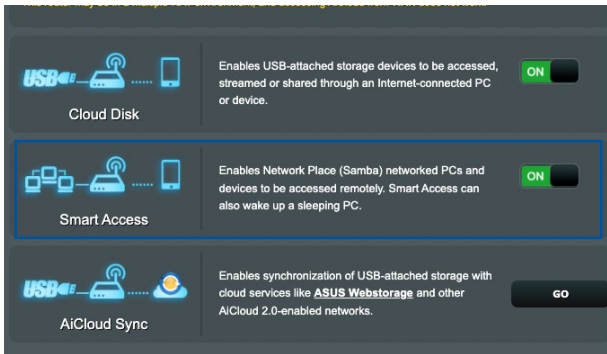 USB
Cloud Disk
Enables USB-attached storage devices to be accessed,
streamed or shared through an Internet-connected PC
or device.
ON
Smart Access
Enables Network Place (Samba) networked PCs and
devices to be accessed remotely. Smart Access can
also wake up a sleeping PC.
ON
USB
AiCloud Sync
Enables synchronization of USB-attached storage with
cloud services like ASUS Webstorage and other
AiCloud 2.0-enabled networks.
GO